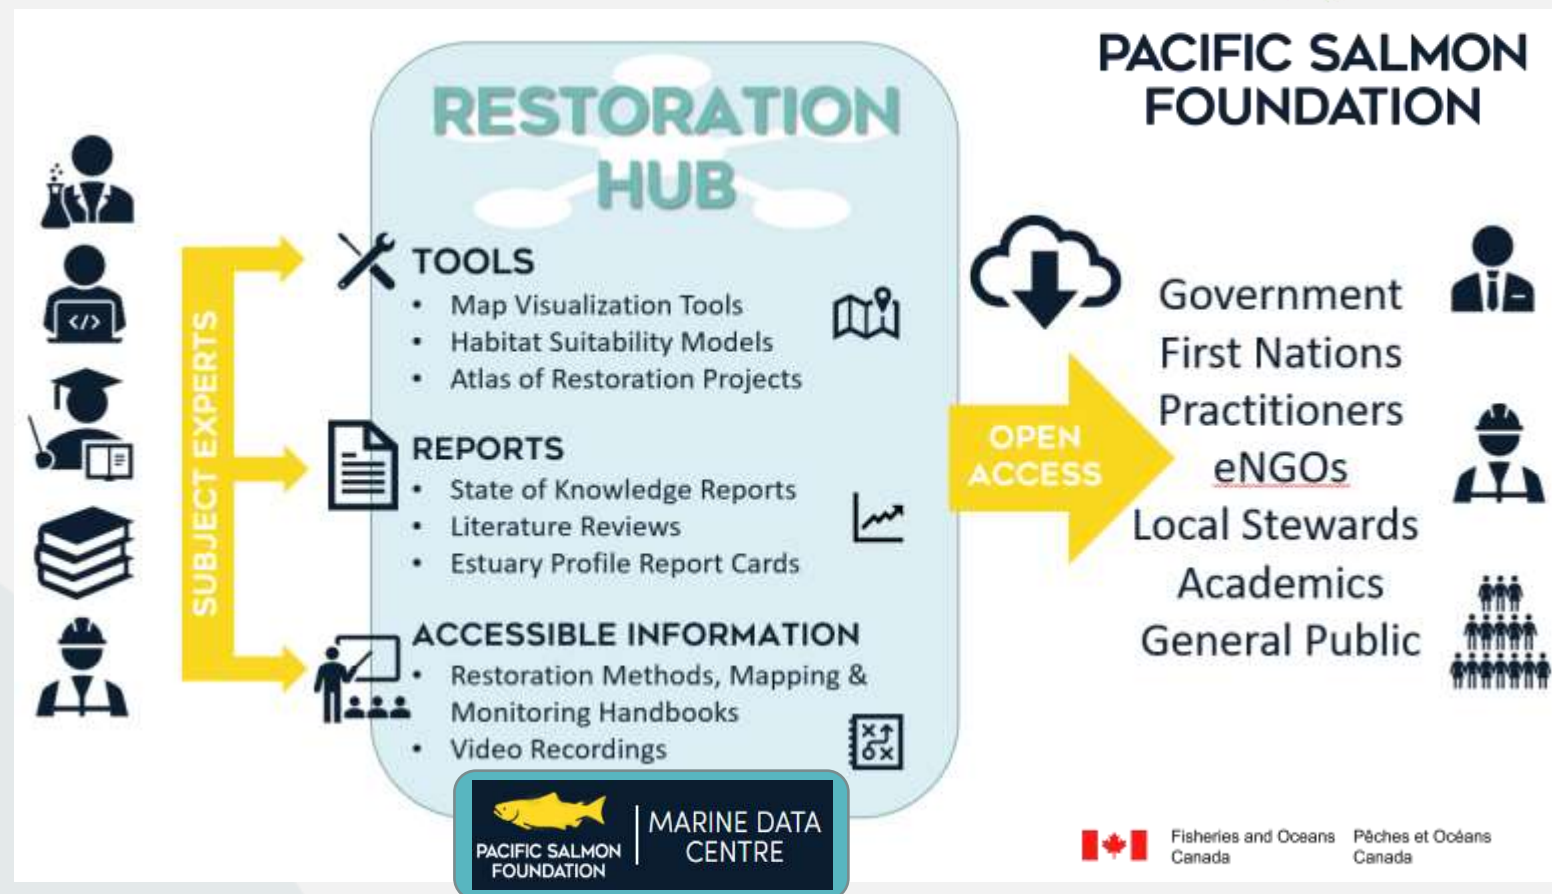 PACIFIC SALMON
FOUNDATION
RESTORATION
HUB
SUBJECT EXPERTS
</>
TOOLS
• Map Visualization Tools
• Habitat Suitability Models
• Atlas of Restoration Projects
REPORTS
• State of Knowledge Reports
• Literature Reviews
• Estuary Profile Report Cards
ACCESSIBLE INFORMATION
• Restoration Methods, Mapping &
Monitoring Handbooks
• Video Recordings
OPEN
ACCESS
Government
First Nations
Practitioners
eNGOs
Local Stewards
Academics
General Public
PACIFIC SALMON
FOUNDATION
MARINE DATA
CENTRE
Fisheries and Oceans
Canada
Pêches et Océans
Canada